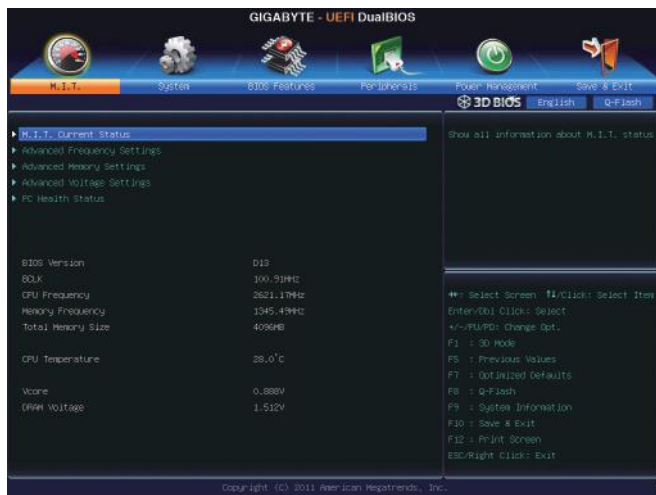 GIGABYTE - UEFI DualBIOS
M.I.T.
System
BIOS Features
Peripherals
Power Management
Save & Exit
3D BIOS
English
Q-Flash
M.I.T. Current Status
Advanced Frequency Settings
Advanced Memory Settings
Advanced Voltage Settings
PC Health Status
Show all information about M.I.T. status
BIOS Version D13
BCLK 100.91MHz
CPU Frequency 2621.17MHz
Memory Frequency 1345.49MHz
Total Memory Size 4096MB
CPU Temperature 28.0°C
Vcore 0.888V
DRAM Voltage 1.512V
: Select Screen ↑↓/Click: Select Item
Enter/Dbl Click: Select
+/-/PU/PD: Change Opt.
F1 : 3D Mode
F5 : Previous Values
F7 : Optimized Defaults
F8 : Q-Flash
F9 : System Information
F10 : Save & Exit
F12 : Print Screen
ESC/Right Click: Exit
Copyright (C) 2011 American Megatrends, Inc.